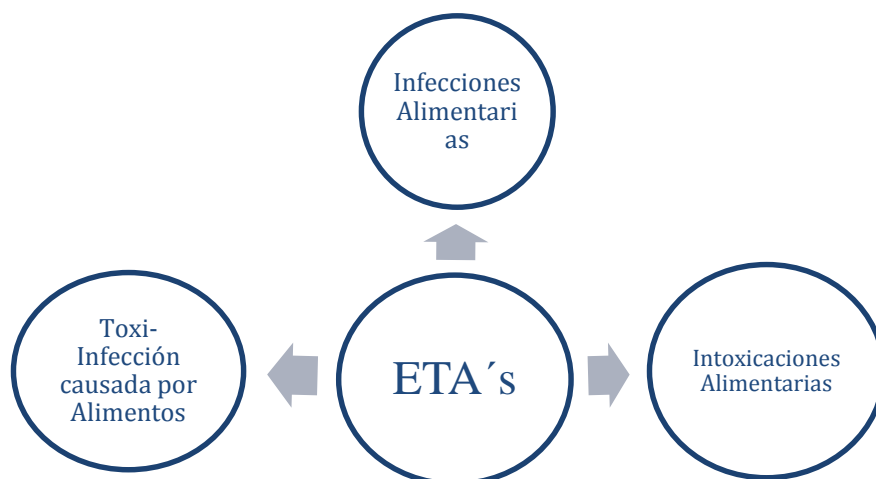 Infecciones
Alimentari
as
Toxi-
Infección
causada por
Alimentos
ETA´s
Intoxicaciones
Alimentarias